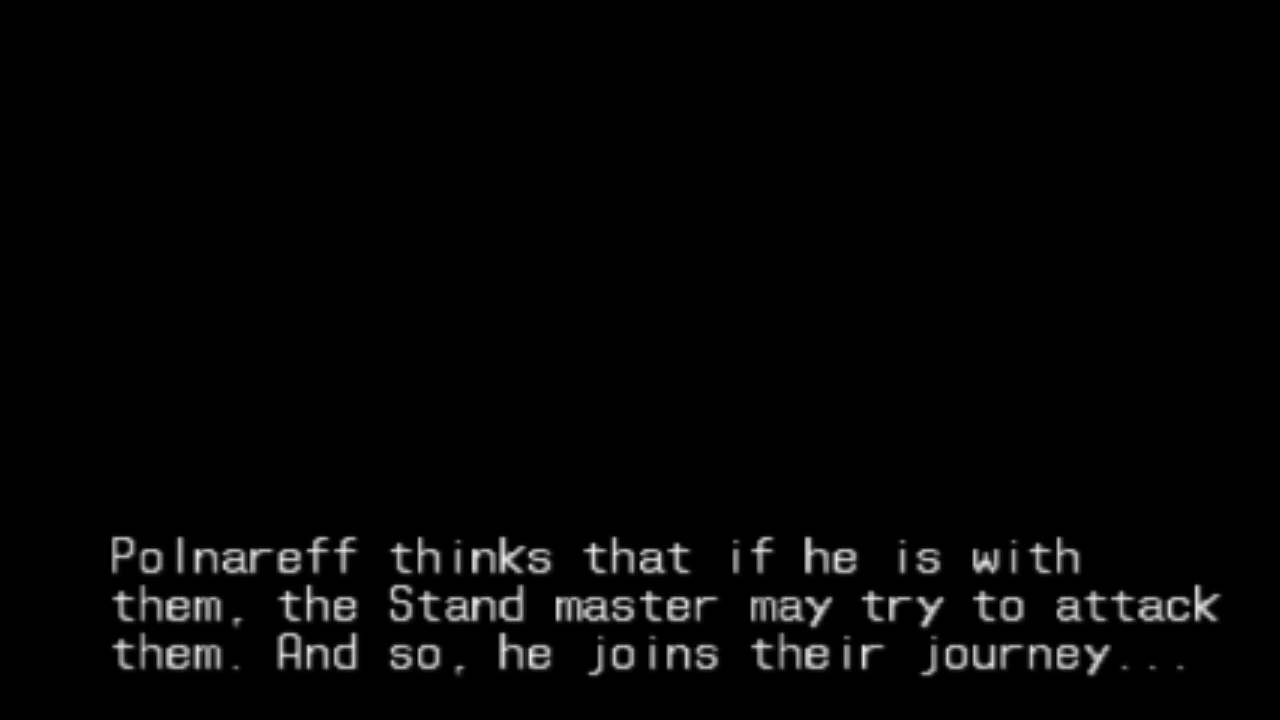 Polnareff thinks that if he is with
them, the Stand master may try to attack
them. And so, he joins their journey...